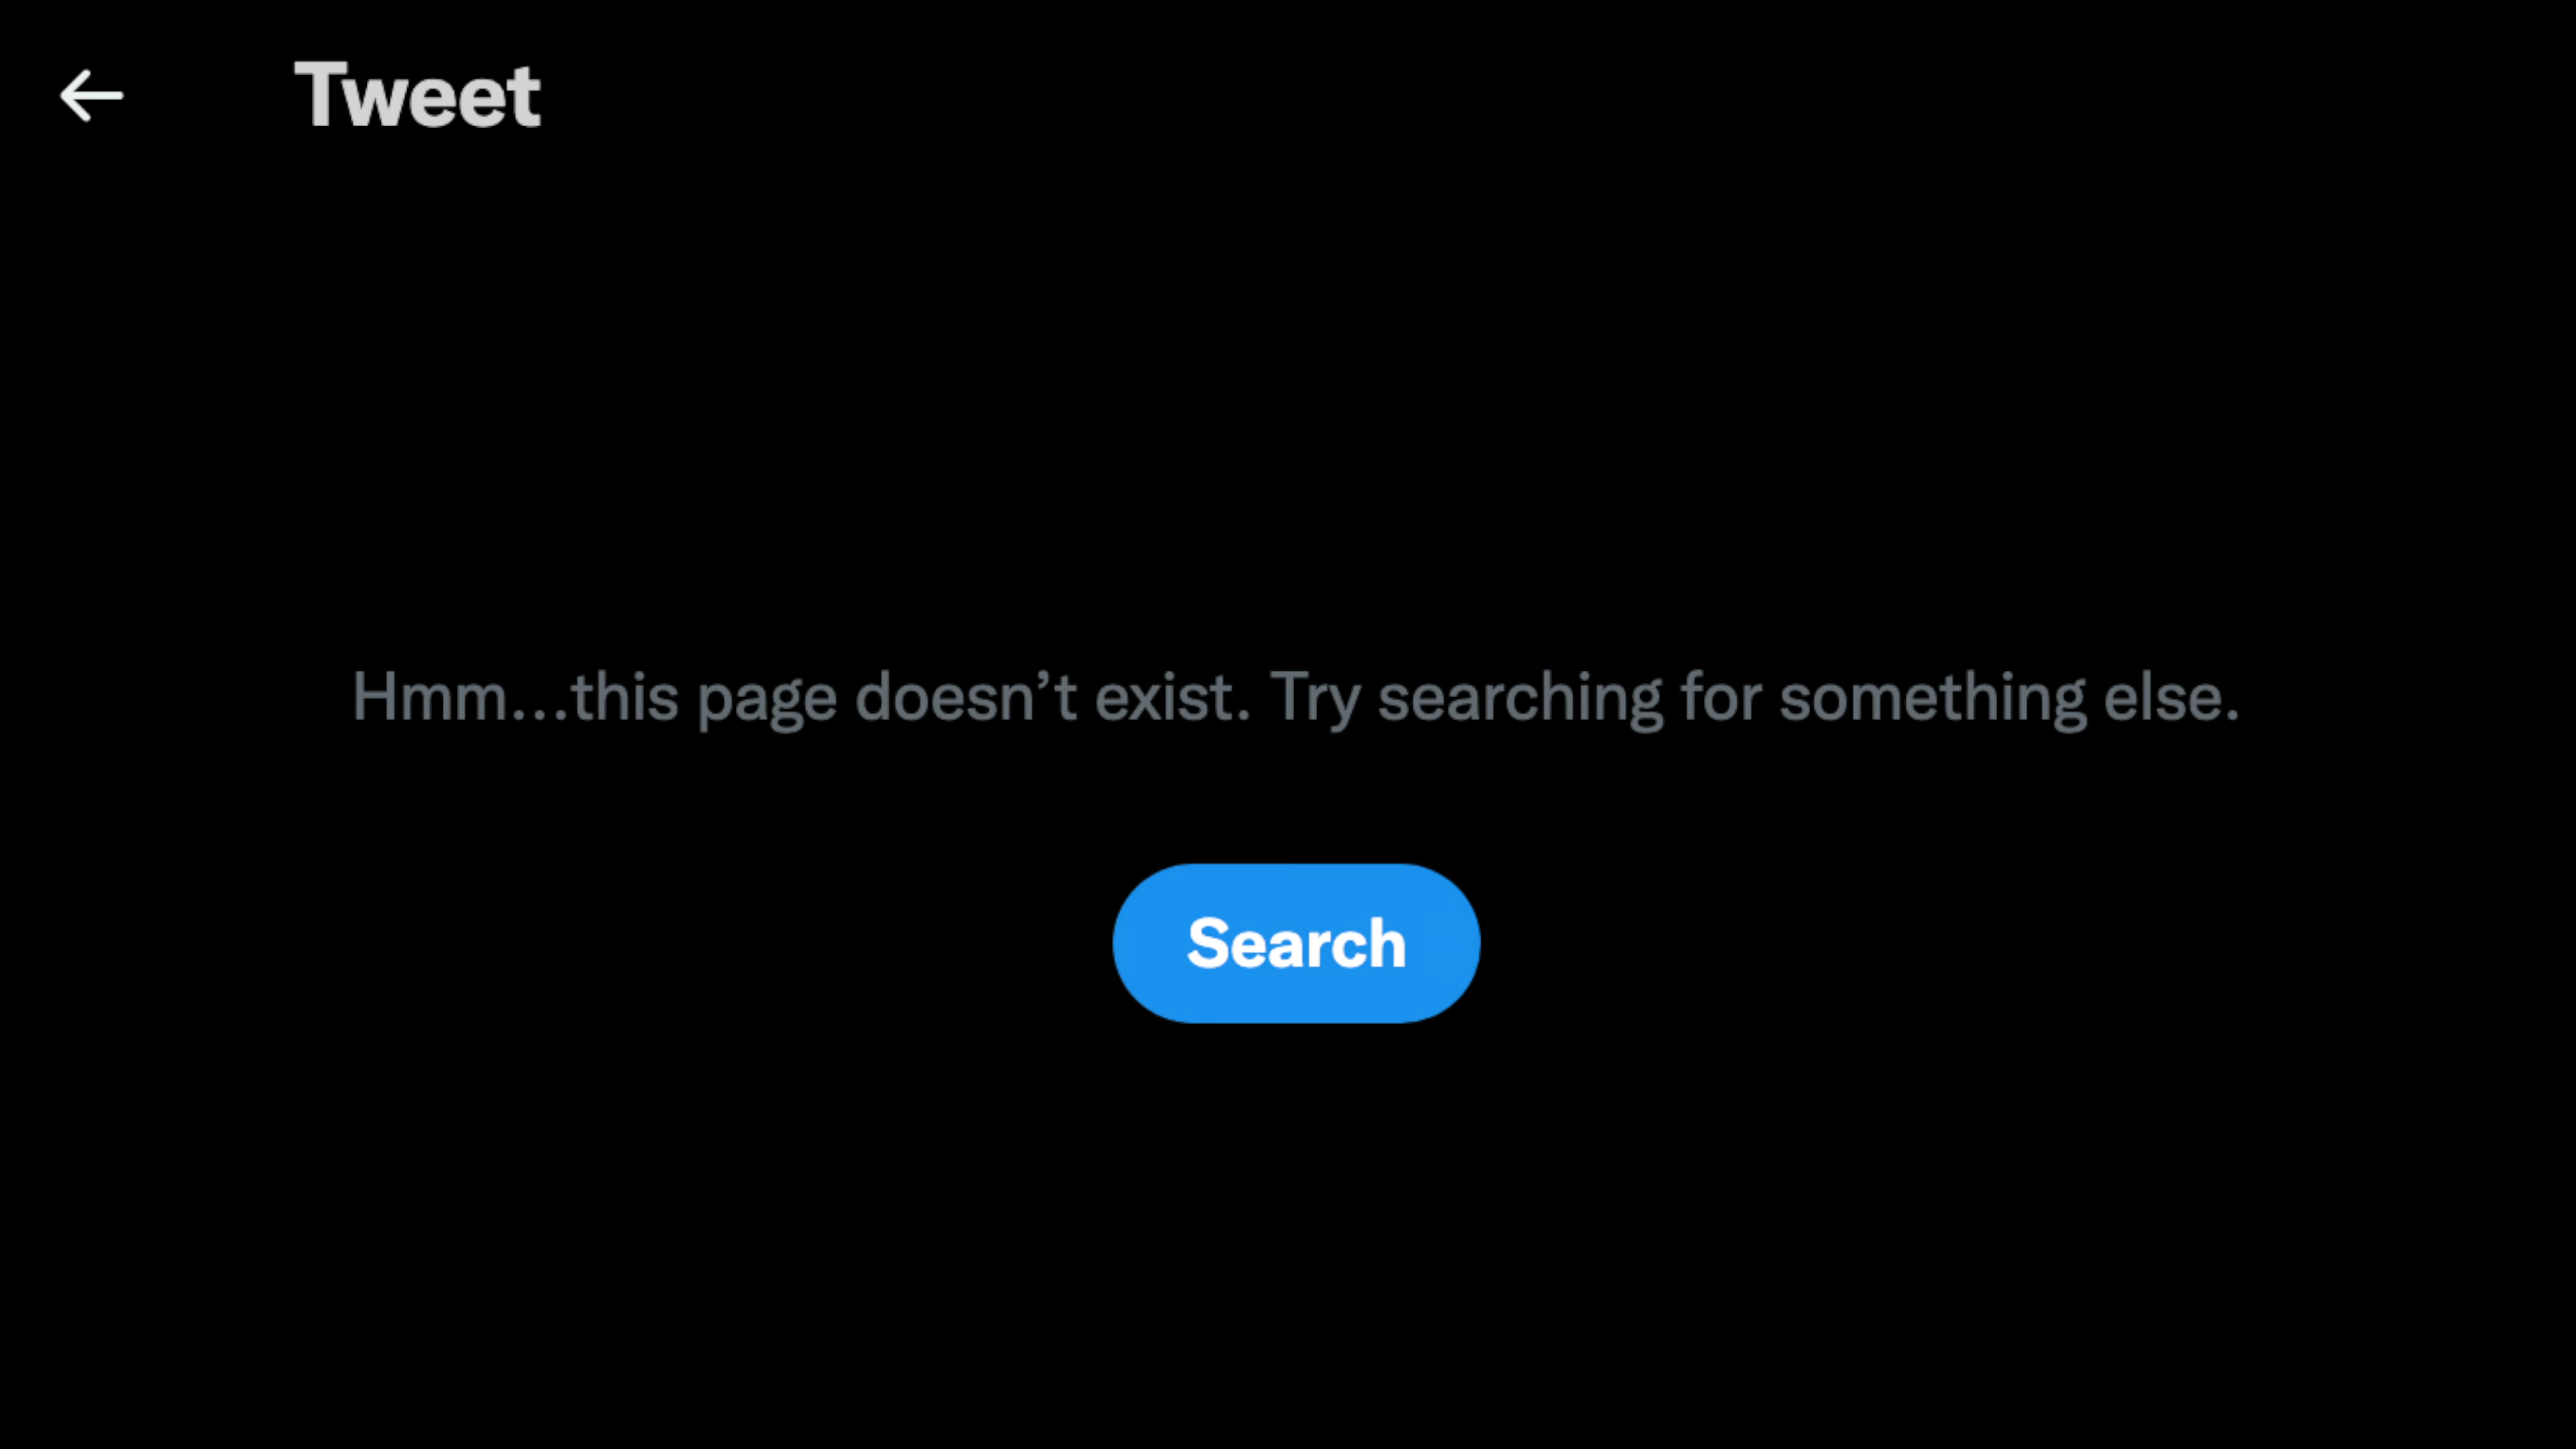 Tweet
Hmm...this page doesn’t exist. Try searching for something else.
Search